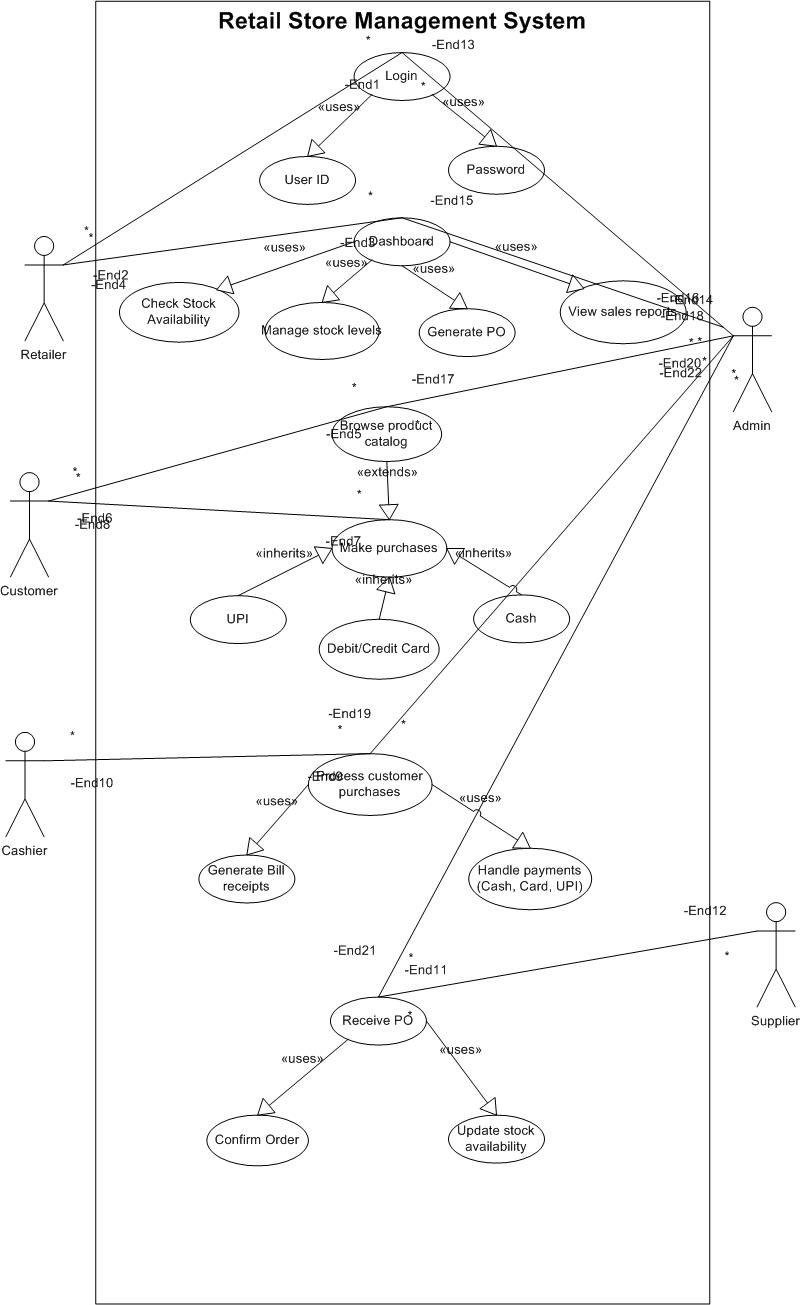 Retail Store Management System
*
-End13
Login
-End1
*
«uses»
«uses»
User ID
Password
*
-End15
*
*
Dashboard
-End3
*
«uses»
«uses»
«uses»
«uses»
-End2
-End4
Check Stock
Availability
Manage stock levels
Generate PO
View sales reports
-End16
-End14
-End18
Retailer
Admin
*
*
*
-End20
-End22
*
*
-End17
*
Browse product
catalog
*
-End5
«extends»
*
*
*
-End6
-End8
-End7
Make purchases
«inherits»
«inherits»
«inherits»
Customer
UPI
Debit/Credit Card
Cash
-End19
*
*
*
-End10
-End9
Process customer
purchases
«uses»
«uses»
Cashier
Generate Bill
receipts
Handle payments
(Cash, Card, UPI)
-End12
-End21
*
-End11
*
Receive PO
*
Supplier
«uses»
«uses»
Confirm Order
Update stock
availability